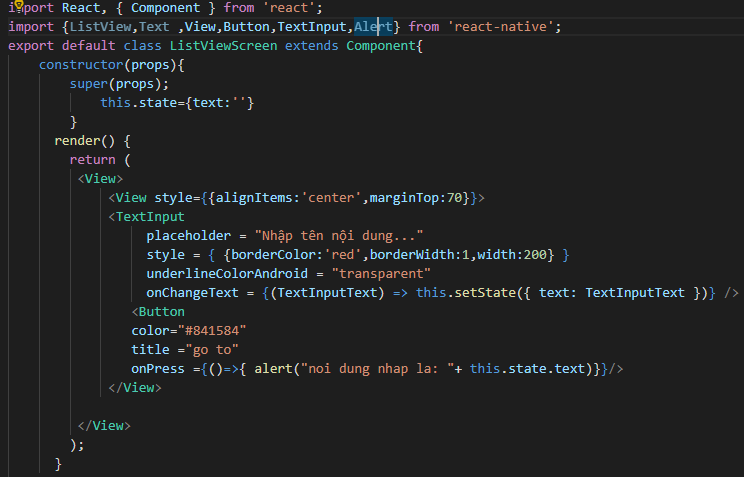 import React, { Component } from 'react';
import {ListView,Text ,View,Button,TextInput,Alert} from 'react-native';
export default class ListViewScreen extends Component{
constructor(props){
super(props);
this.state={text:''}
}
render() {
return (
<View>
<View style={{alignItems:'center',marginTop:70}}>
<TextInput
placeholder = "Nhập tên nội dung..."
style = { {borderColor:'red',borderWidth:1,width:200} }
underlineColorAndroid = "transparent"
onChangeText = {(TextInputText) => this.setState({ text: TextInputText })} />
<Button
color="#841584"
title ="go to"
onPress ={()=>{ alert("noi dung nhap la: "+ this.state.text)}}/>
</View>
</View>
);
}